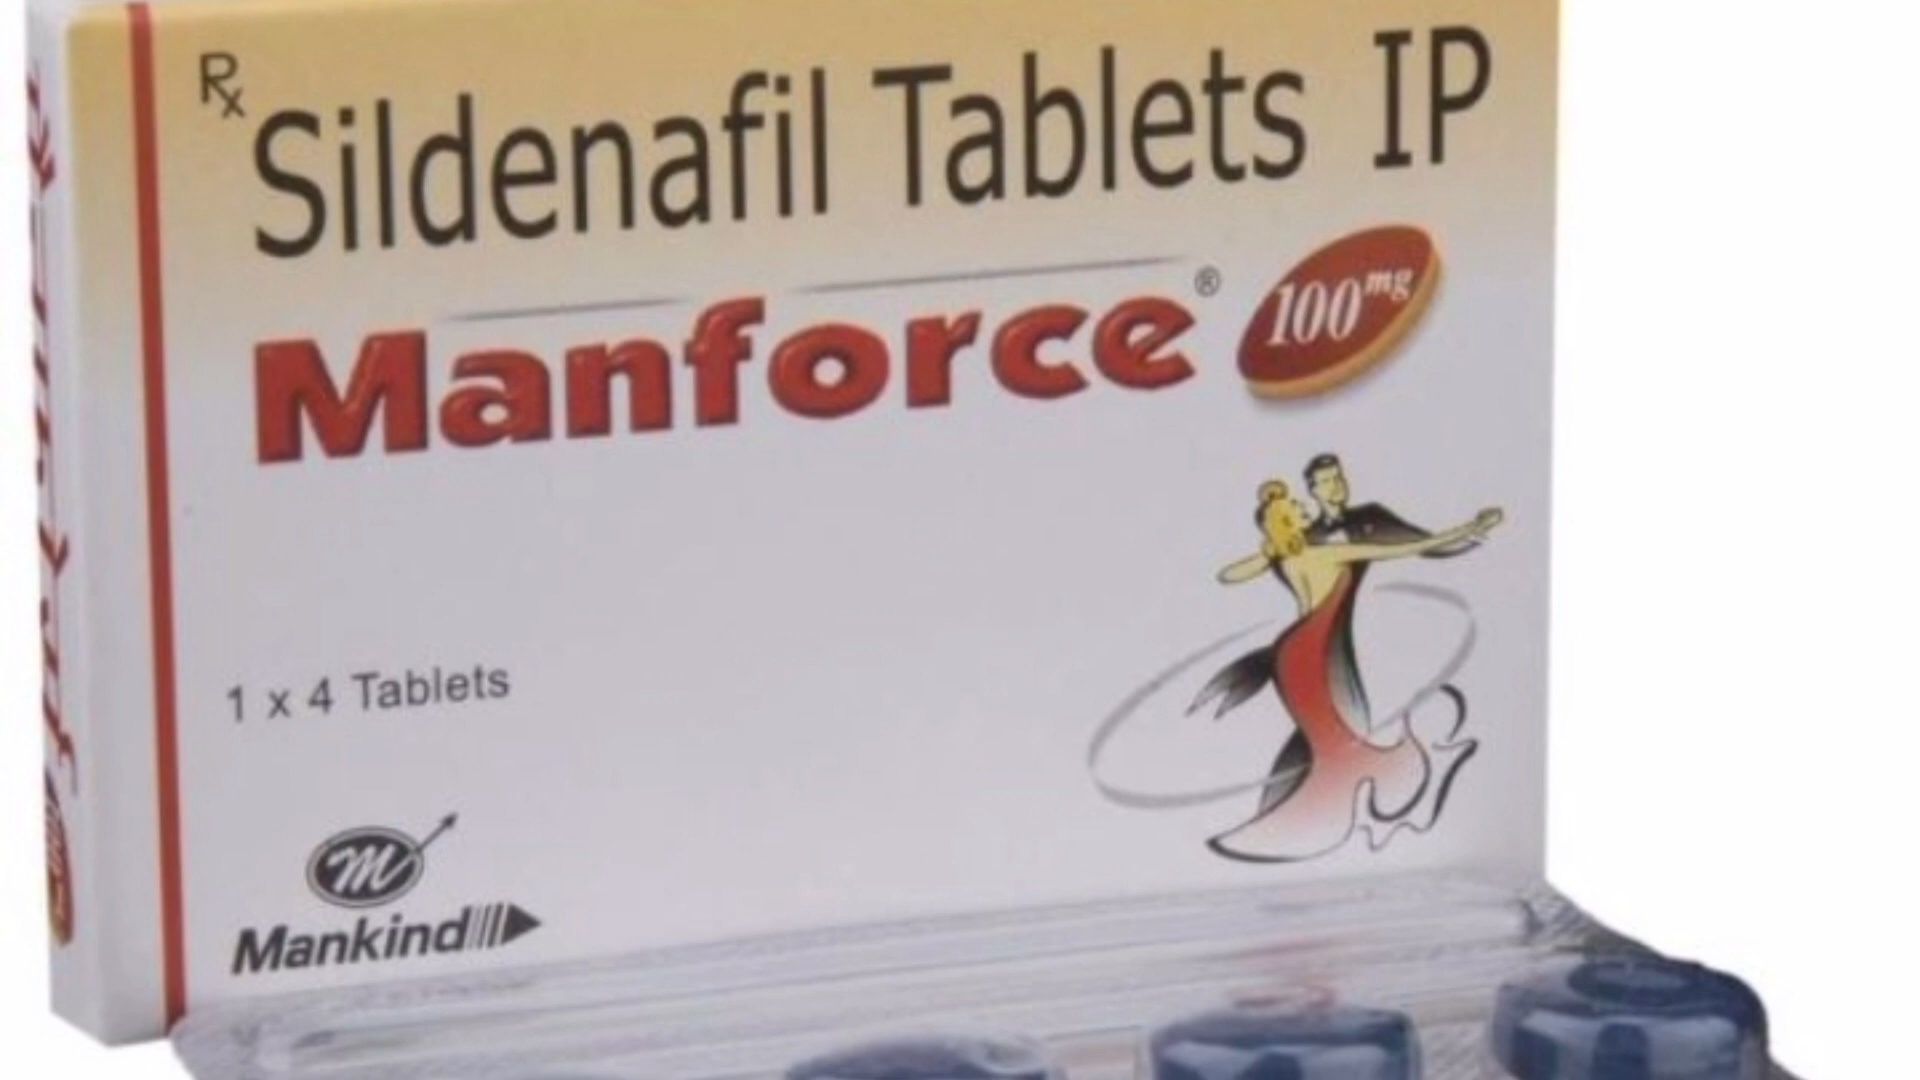 Rx
Sildenafil Tablets IP
Manforce® 100mg
1 x 4 Tablets
M
Mankind